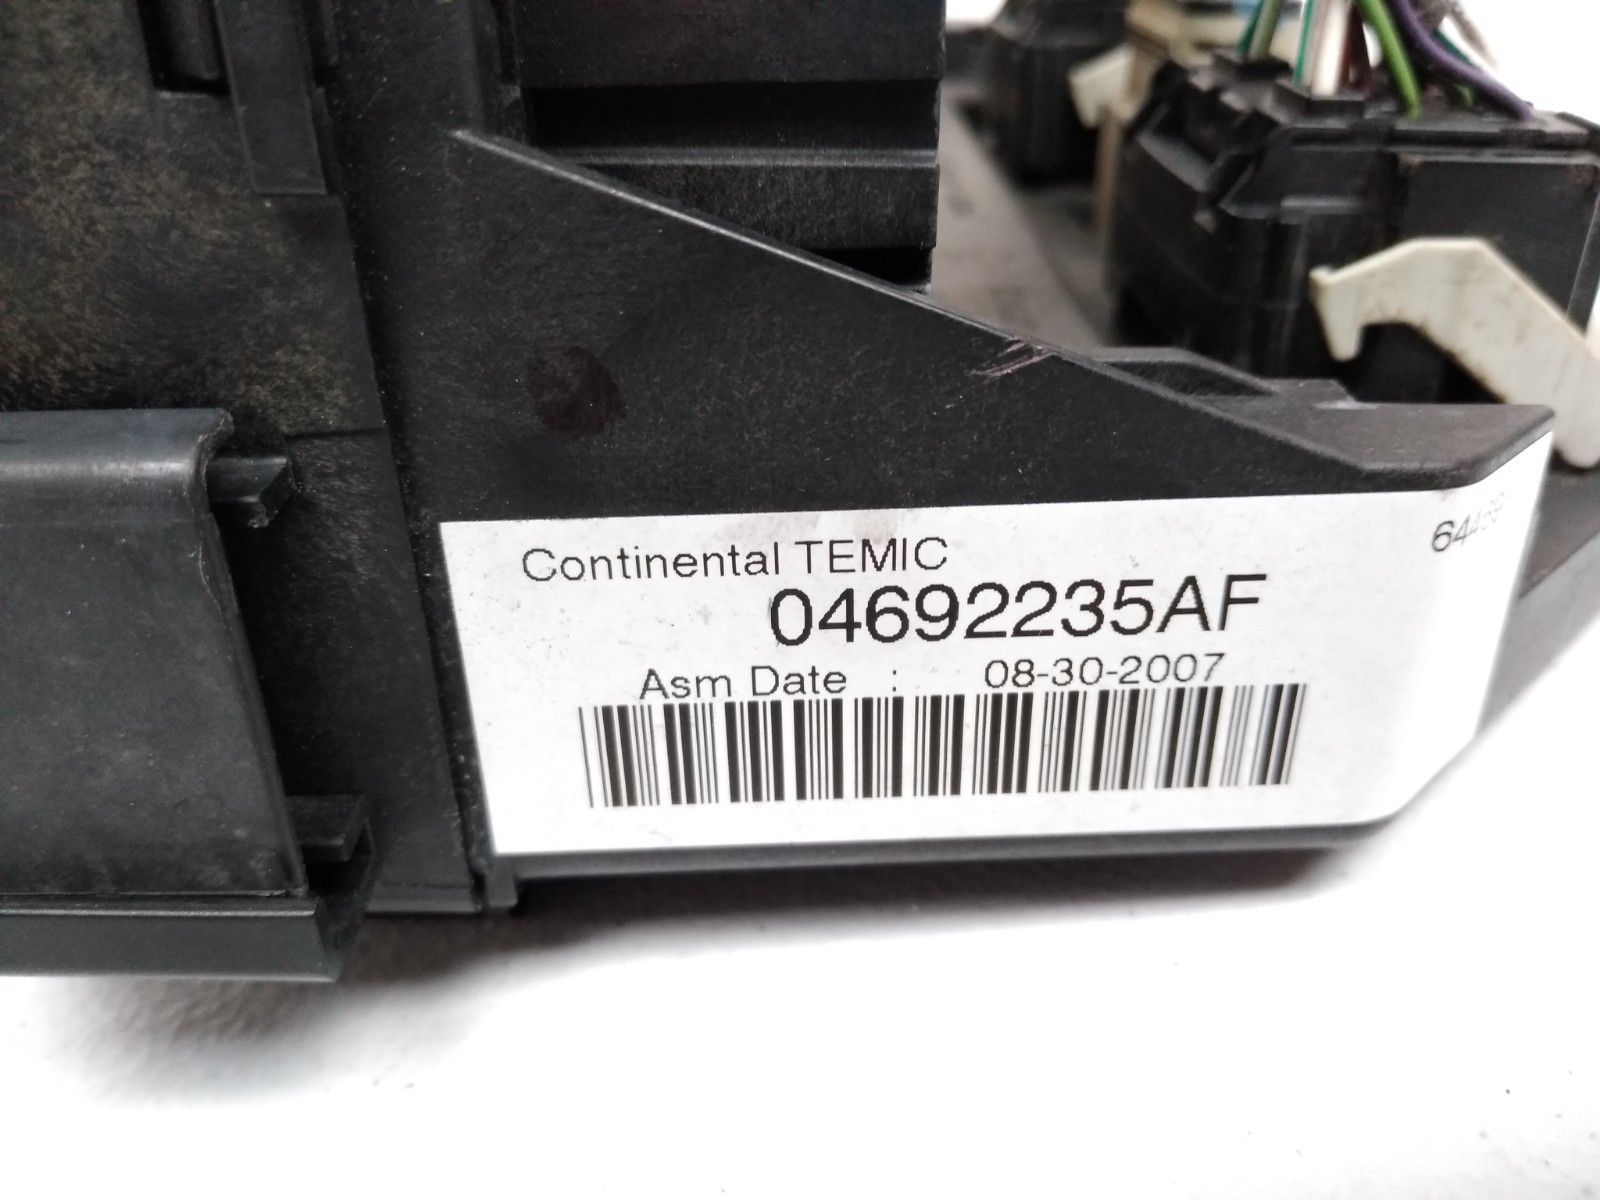 Continental TEMIC
04692235AF
Asm Date : 08-30-2007